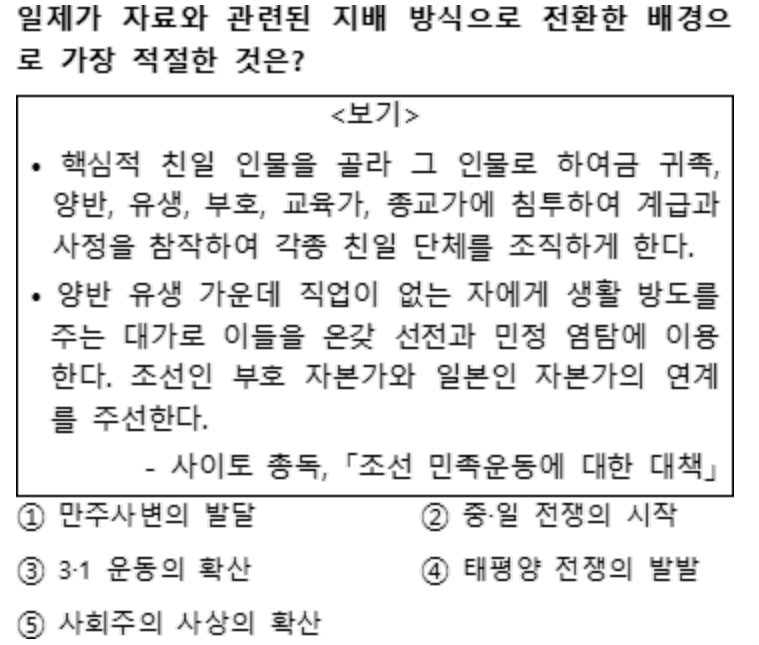 일제가 자료와 관련된 지배 방식으로 전환한 배경으
로 가장 적절한 것은?
<보기>
• 핵심적 친일 인물을 골라 그 인물로 하여금 귀족,
양반, 유생, 부호, 교육가, 종교가에 침투하여 계급과
사정을 참작하여 각종 친일 단체를 조직하게 한다.
• 양반 유생 가운데 직업이 없는 자에게 생활 방도를
주는 대가로 이들을 온갖 선전과 민정 염탐에 이용
한다. 조선인 부호 자본가와 일본인 자본가의 연계
를 주선한다.
- 사이토 총독, 「조선 민족운동에 대한 대책」
① 만주사변의 발달 ② 중·일 전쟁의 시작
③ 3·1 운동의 확산 ④ 태평양 전쟁의 발발
⑤ 사회주의 사상의 확산